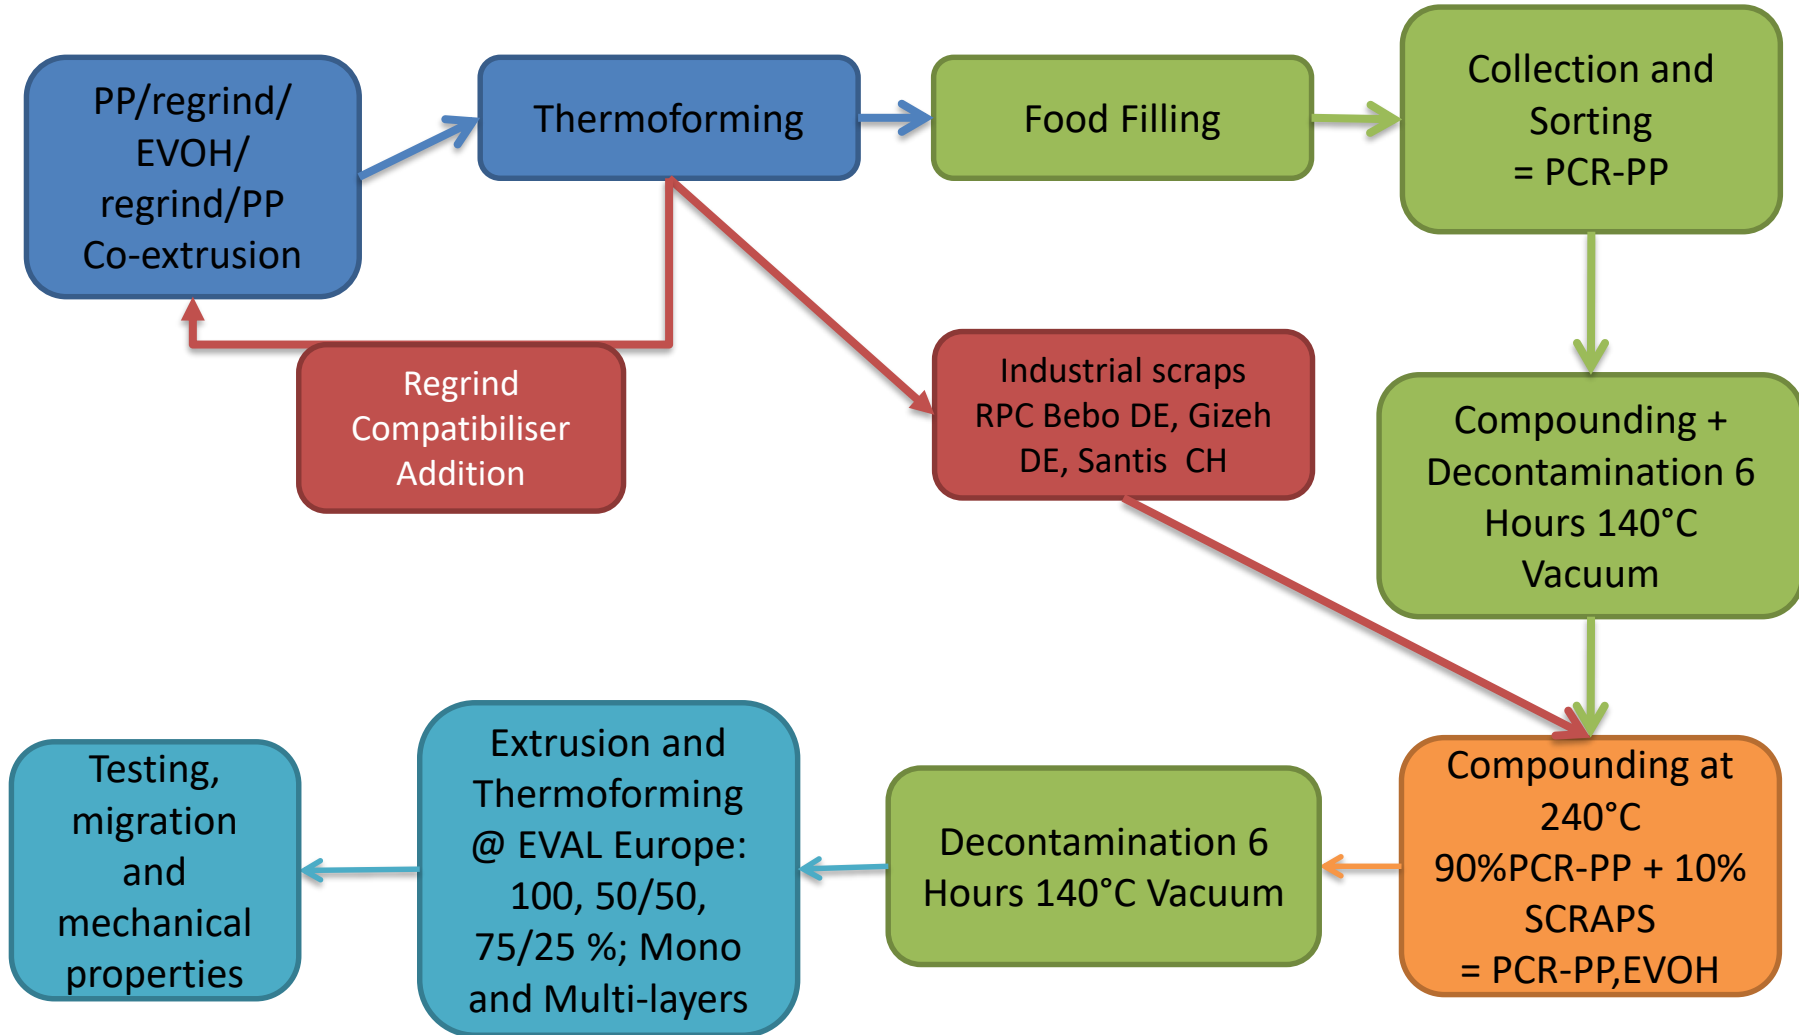 PP/regrind/
EVOH/
regrind/PP
Co-extrusion
Thermoforming
Food Filling
Collection and
Sorting
= PCR-PP
Regrind
Compatibiliser
Addition
Industrial scraps
RPC Bebo DE, Gizeh
DE, Santis  CH
Compounding +
Decontamination 6
Hours 140°C
Vacuum
Compounding at
240°C
90%PCR-PP + 10%
SCRAPS
= PCR-PP,EVOH
Decontamination 6
Hours 140°C Vacuum
Extrusion and
Thermoforming
@ EVAL Europe:
100, 50/50,
75/25 %; Mono
and Multi-layers
Testing,
migration
and
mechanical
properties